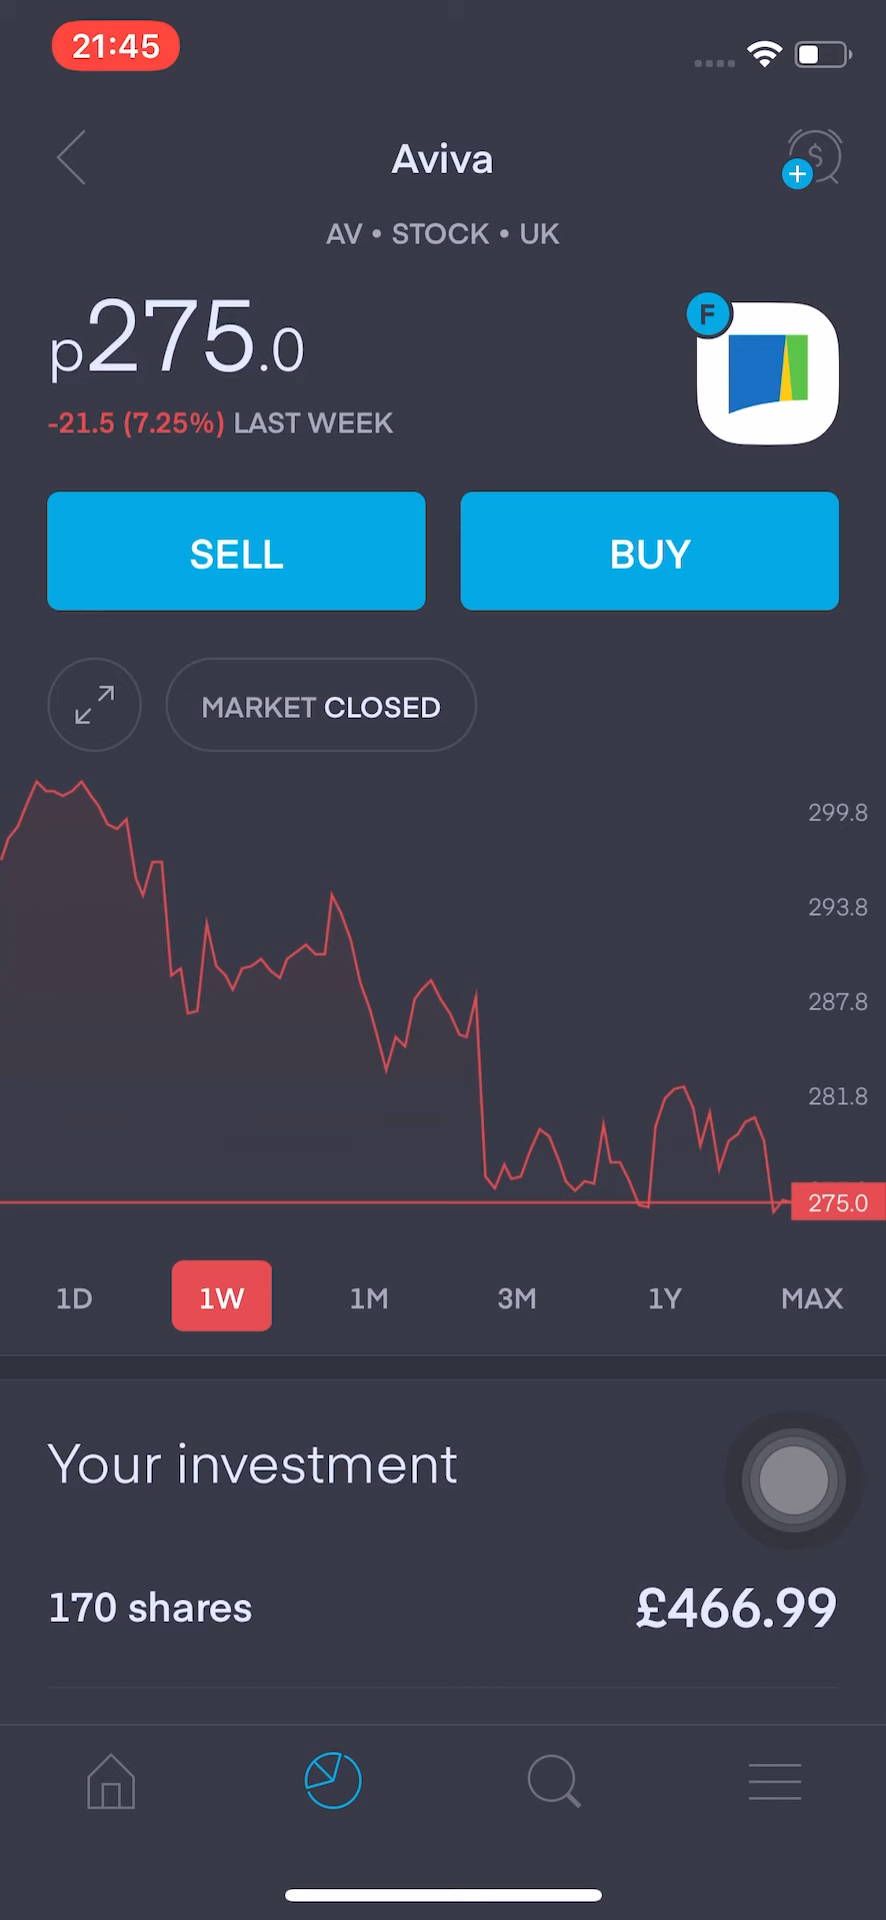 21:45
Aviva
AV • STOCK • UK
p275.0
F
-21.5 (7.25%) LAST WEEK
SELL
BUY
MARKET CLOSED
299.8
293.8
287.8
281.8
275.0
1D
1W
1M
3M
1Y
MAX
Your investment
170 shares
£466.99